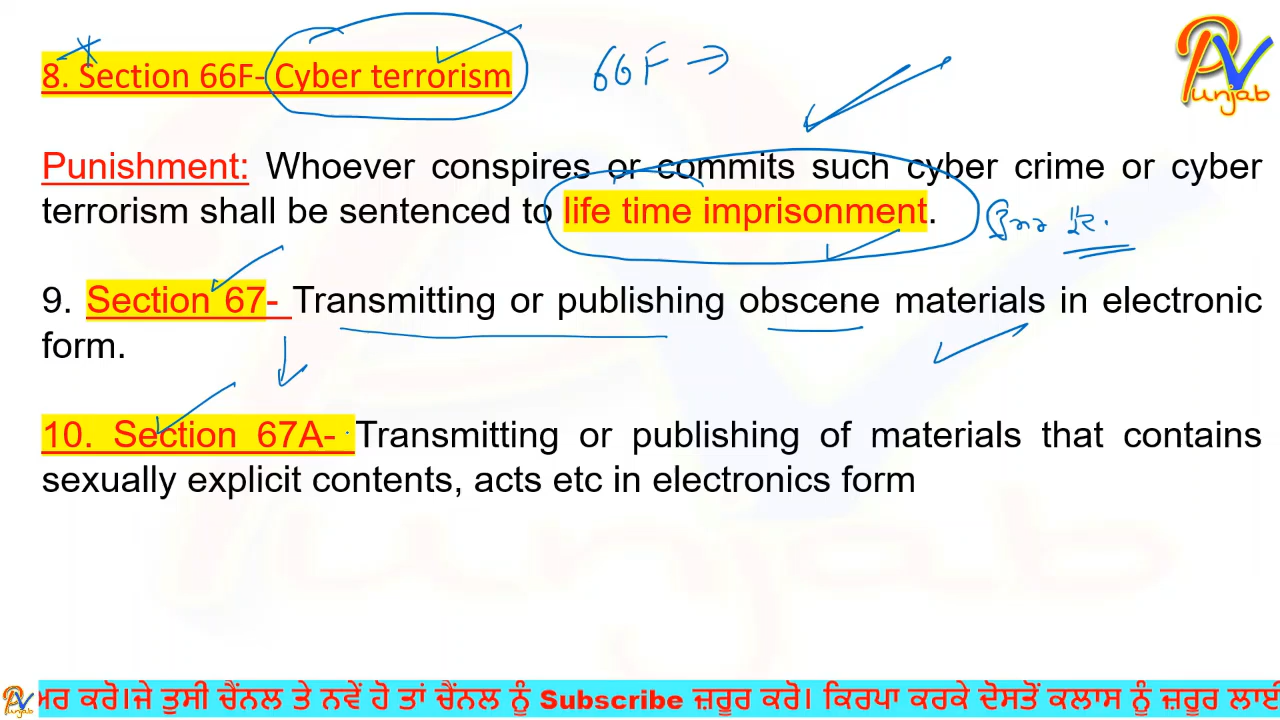 8. Section 66F- Cyber terrorism
66F →
Punjab
Punishment: Whoever conspires or commits such cyber crime or cyber
terrorism shall be sentenced to life time imprisonment.
9. Section 67- Transmitting or publishing obscene materials in electronic
form.
10. Section 67A- Transmitting or publishing of materials that contains
sexually explicit contents, acts etc in electronics form
ਅਰ ਕਰੋ।ਜੇ ਤੁਸੀ ਚੈਂਨਲ ਤੇ ਨਵੇਂ ਹੋ ਤਾਂ ਚੈਂਨਲ ਨੂੰ Subscribe ਜ਼ਰੂਰ ਕਰੋ। ਕਿਰਪਾ ਕਰਕੇ ਦੋਸਤੋਂ ਕਲਾਸ ਨੂੰ ਜ਼ਰੂਰ ਲਾਈ